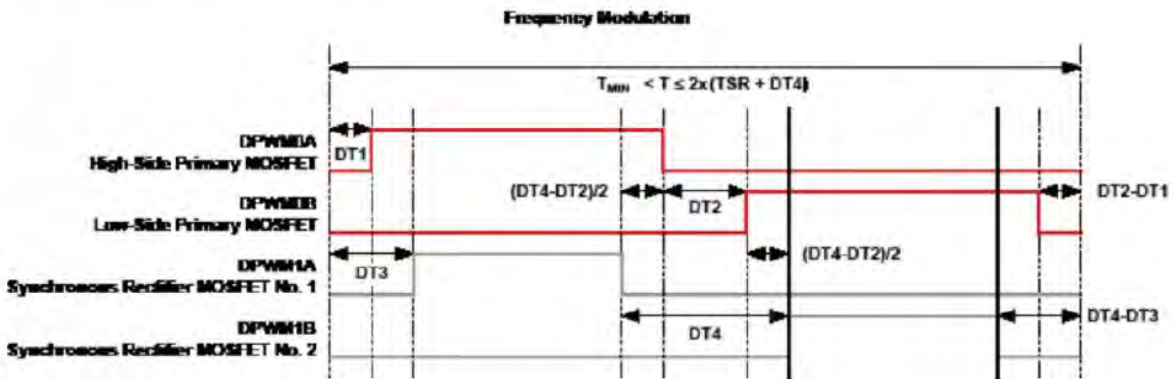 Frequency Modulation
TMIN < T ≤ 2x(TSR + DT4)
DPWM0A
High-Side Primary MOSFET
DT1
(DT4-DT2)/2
DT2
DT2-DT1
DPWM0B
Low-Side Primary MOSFET
(DT4-DT2)/2
DPWM1A
Synchronous Rectifier MOSFET No. 1
DT3
DPWM1B
Synchronous Rectifier MOSFET No. 2
DT4
DT4-DT3